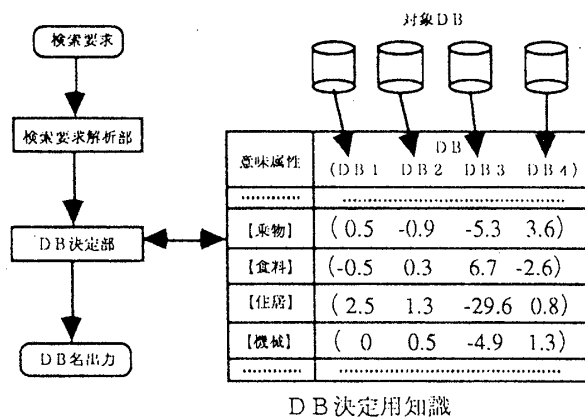 検索要求
検索要求解析部
DB決定部
DB名出力
対象DB
意味属性
DB
(DB1 DB2 DB3 DB4)
………… ……………………………
【乗物】 ( 0.5 -0.9 -5.3 3.6)
【食料】 (-0.5 0.3 6.7 -2.6)
【住居】 ( 2.5 1.3 -29.6 0.8)
【機械】 ( 0 0.5 -4.9 1.3)
………… ……………………………
DB決定用知識